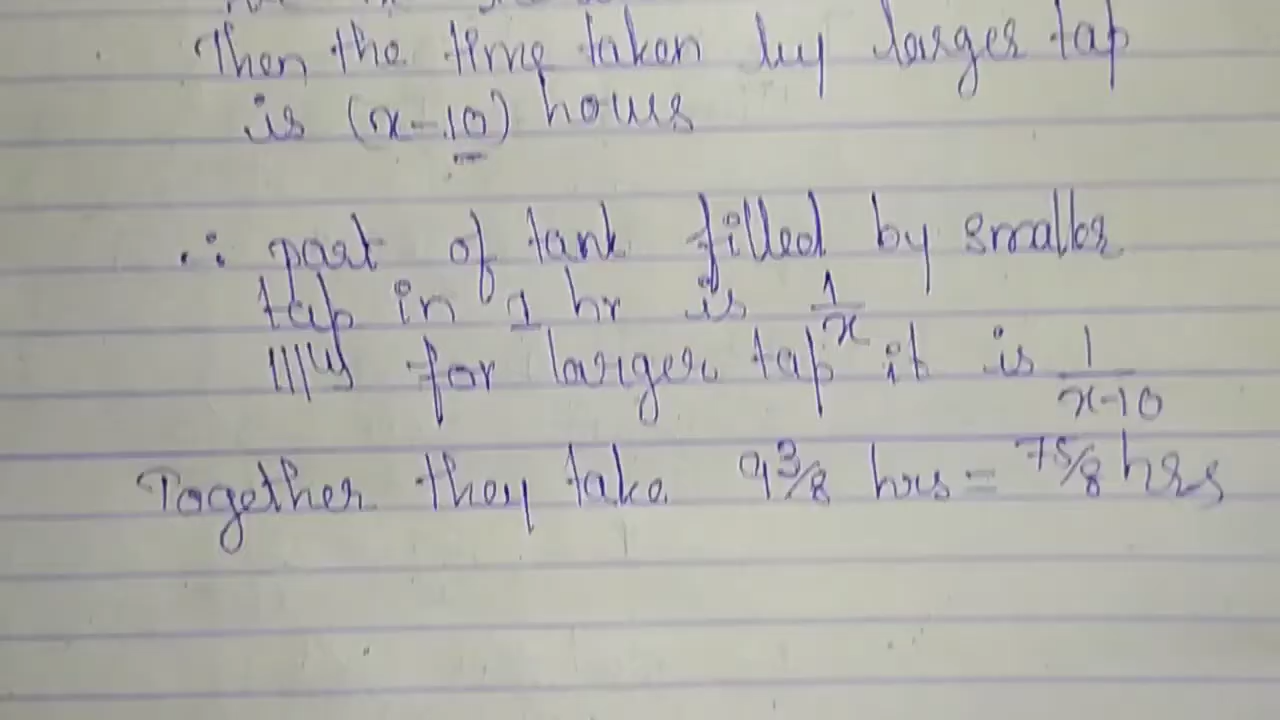 Then the time taken by larger tap
is (x-10) hours
∴ part of tank filled by smaller
tap in 1 hr is 1/x
111ly for larger tap it is 1/x-10
Together they take 9 3/8 hrs = 75/8 hrs